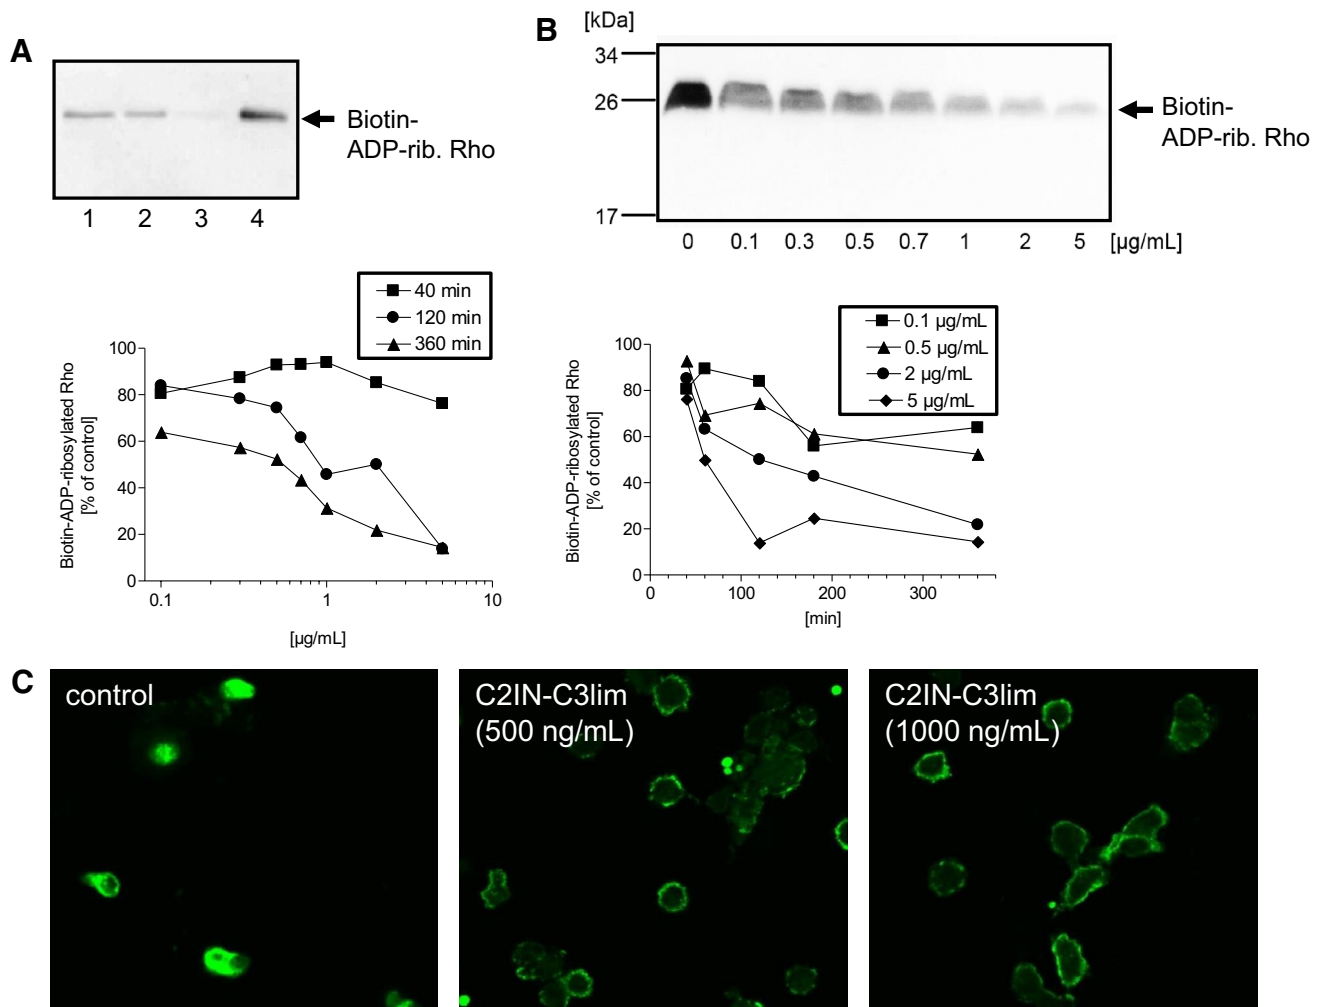 A
Biotin-
ADP-rib. Rho
1 2 3 4
B
[kDa]
34
26
17
Biotin-
ADP-rib. Rho
0 0.1 0.3 0.5 0.7 1 2 5 [µg/mL]
40 min
120 min
360 min
Biotin-ADP-ribosylated Rho
[% of control]
100
80
60
40
20
0
0.1 1 10
[µg/mL]
0.1 µg/mL
0.5 µg/mL
2 µg/mL
5 µg/mL
Biotin-ADP-ribosylated Rho
[% of control]
100
80
60
40
20
0
0 100 200 300
[min]
C
control
C2IN-C3lim
(500 ng/mL)
C2IN-C3lim
(1000 ng/mL)